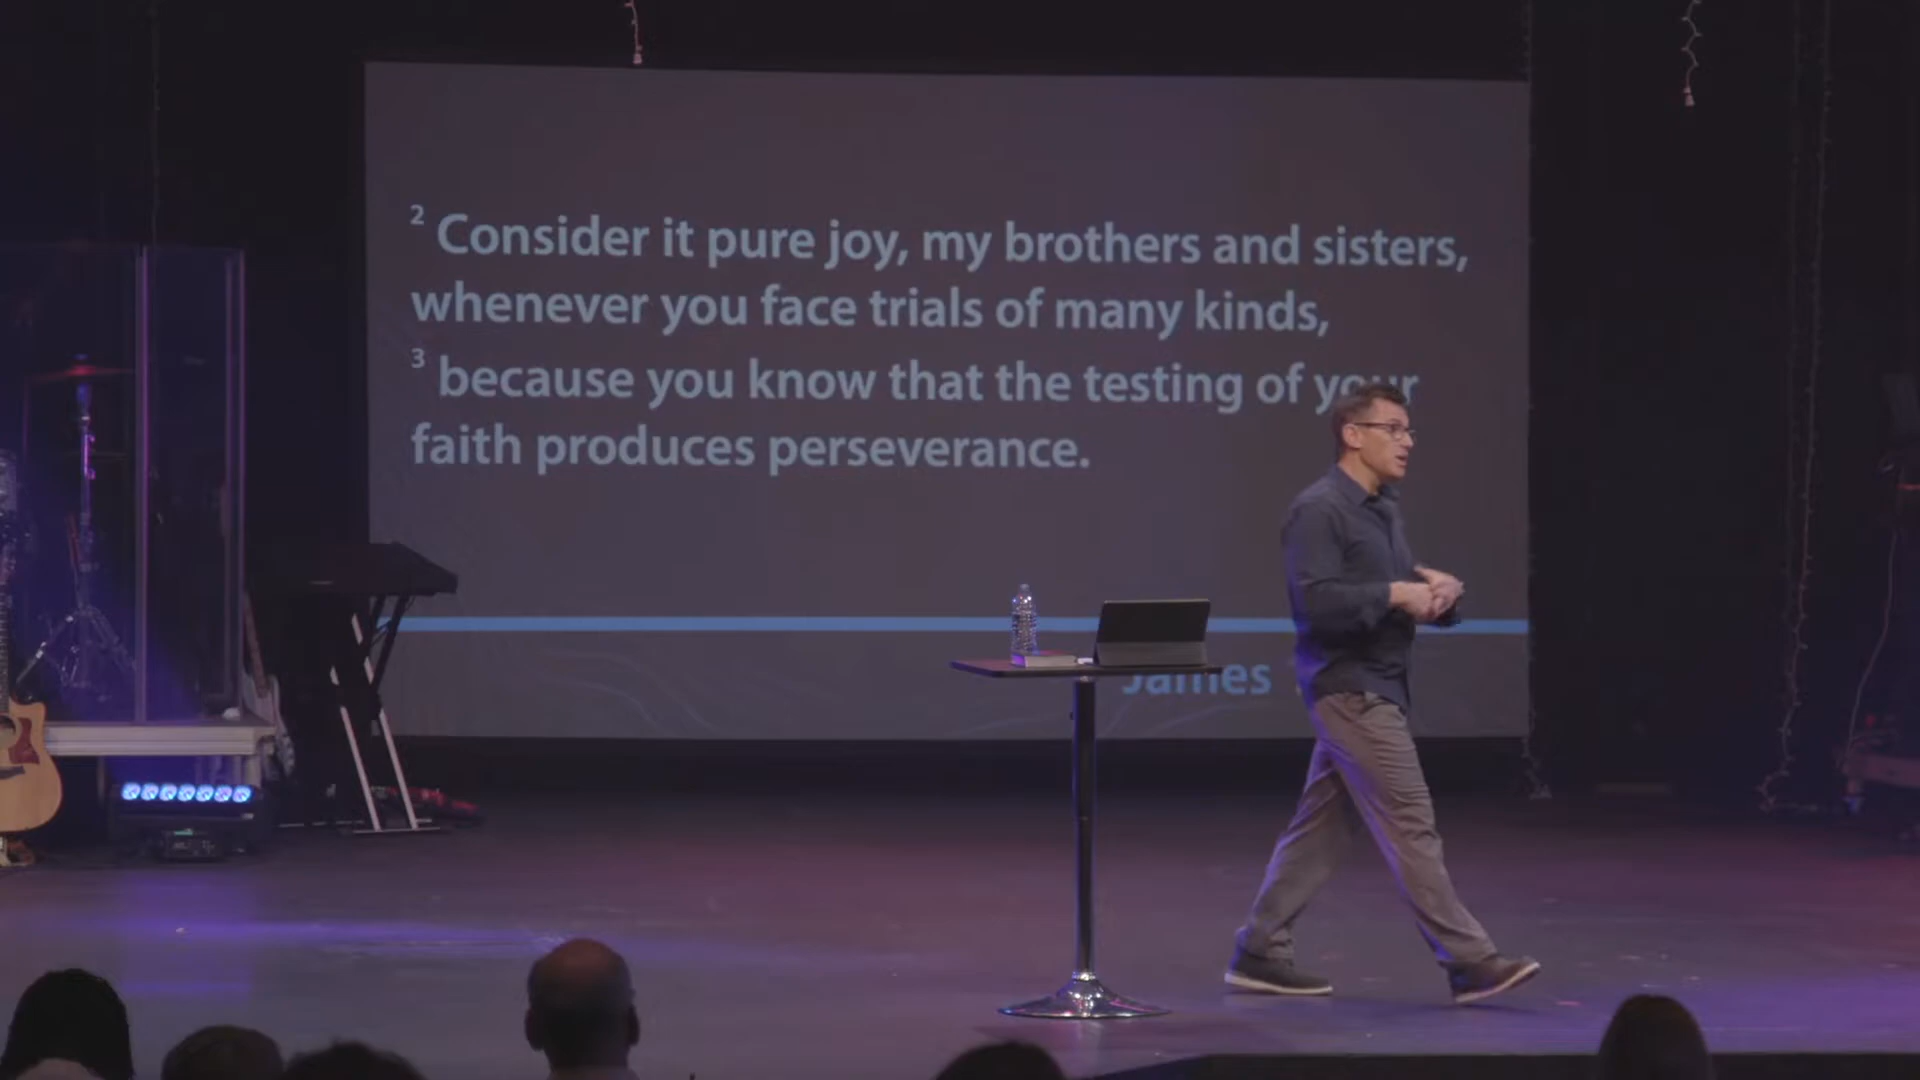 2 Consider it pure joy, my brothers and sisters,
whenever you face trials of many kinds,
3 because you know that the testing of your
faith produces perseverance.
James